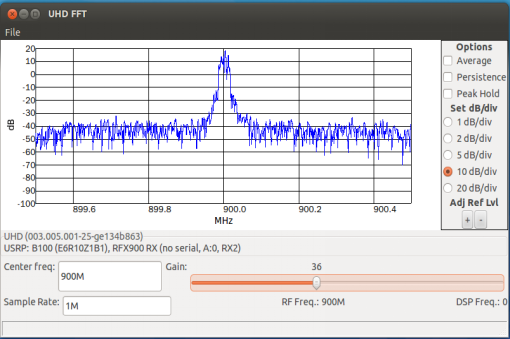 UHD FFT
File
Options
Average
Persistence
Peak Hold
Set dB/div
1 dB/div
2 dB/div
5 dB/div
10 dB/div
20 dB/div
Adj Ref Lvl
+ -
20
10
0
-10
-20
-30
-40
-50
-60
-70
-80
-90
-100
dB
899.6 899.8 900.0 900.2 900.4
MHz
UHD (003.005.001-25-ge134b863)
USRP: B100 (E6R10Z1B1), RFX900 RX (no serial, A:0, RX2)
Center freq: 900M Gain: 36
Sample Rate: 1M RF Freq.: 900M DSP Freq.: 0